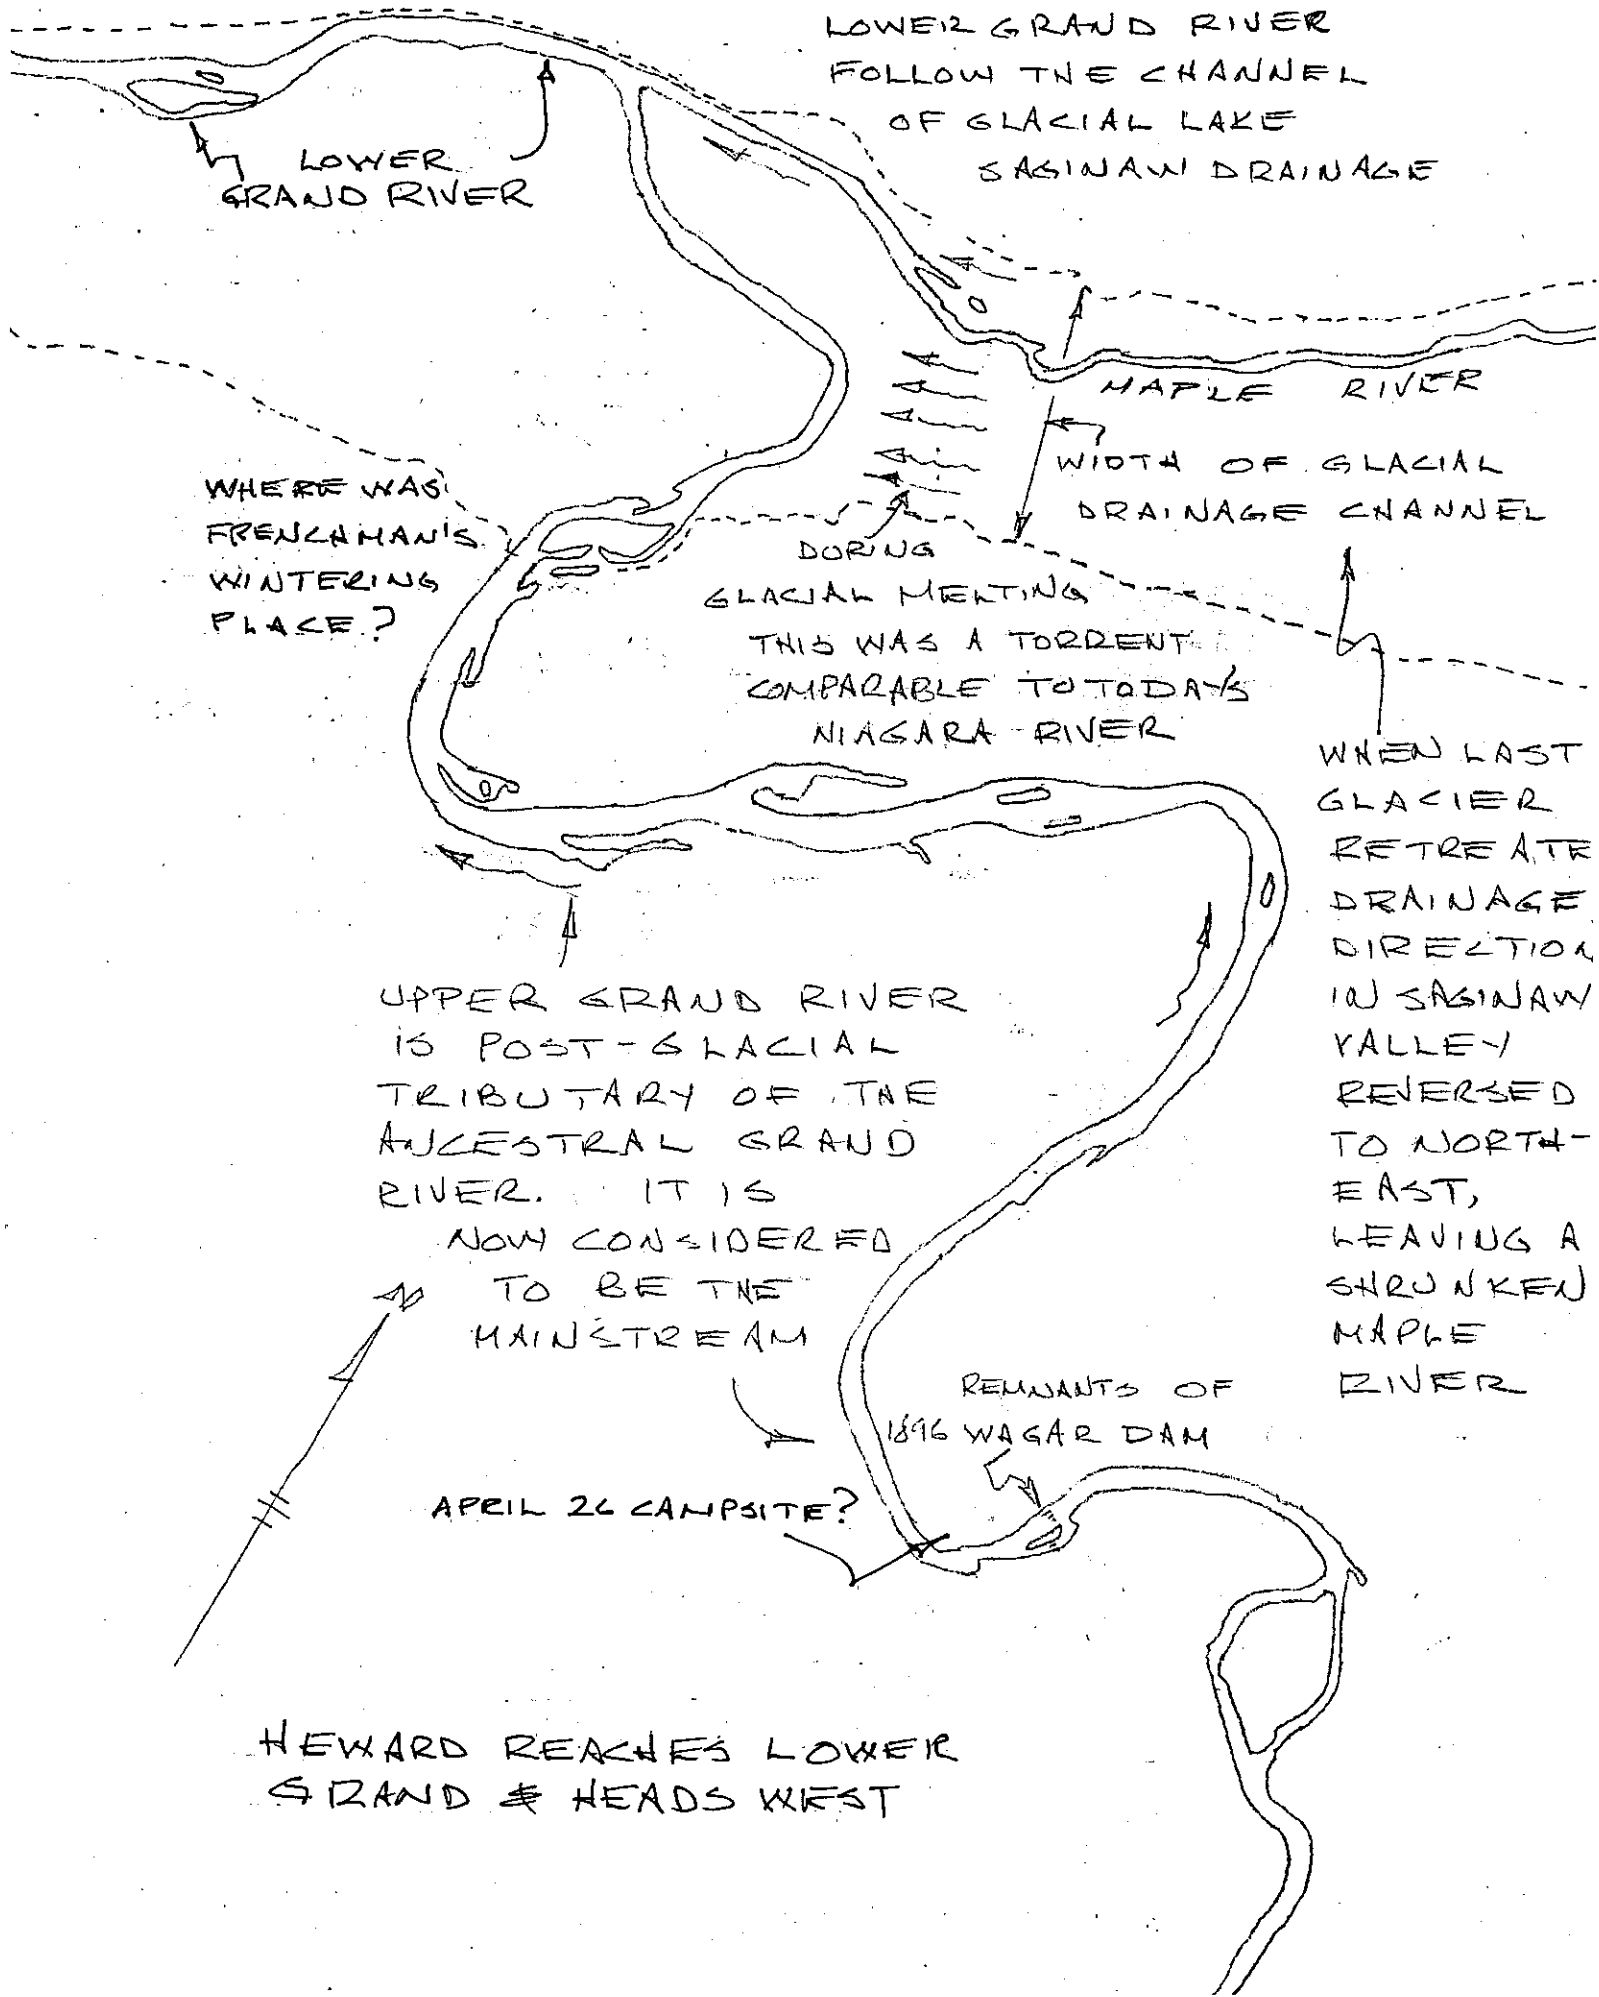 LOWER GRAND RIVER
FOLLOW THE CHANNEL
OF GLACIAL LAKE
SAGINAW DRAINAGE
LOWER
GRAND RIVER
MAPLE RIVER
WIDTH OF GLACIAL
DRAINAGE CHANNEL
WHERE WAS
FRENCHMAN'S
WINTERING
PLACE?
DURING
GLACIAL MELTING
THIS WAS A TORRENT
COMPARABLE TO TODAY'S
NIAGARA RIVER
WHEN LAST
GLACIER
RETREATE
DRAINAGE
DIRECTION
IN SAGINAW
VALLEY
REVERSED
TO NORTH-
EAST,
LEAVING A
SHRUNKEN
MAPLE
RIVER
UPPER GRAND RIVER
IS POST-GLACIAL
TRIBUTARY OF THE
ANCESTRAL GRAND
RIVER. IT IS
NOW CONSIDERED
TO BE THE
MAINSTREAM
N
REMNANTS OF
1896 WAGAR DAM
APRIL 26 CAMPSITE?
HEWARD REACHES LOWER
GRAND & HEADS WEST